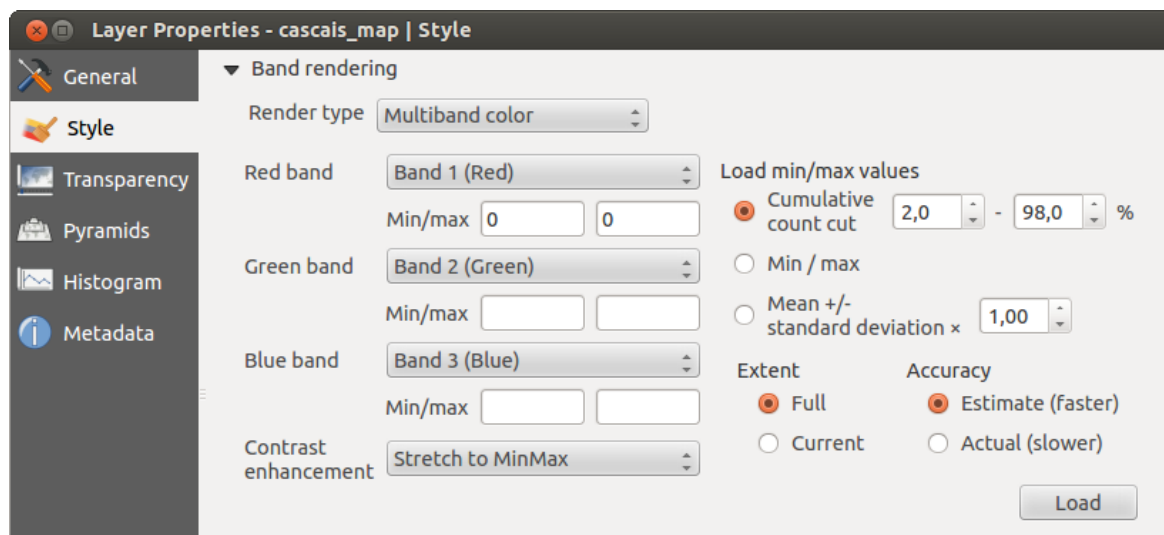 Layer Properties - cascais_map | Style
General
Style
Transparency
Pyramids
Histogram
Metadata
Band rendering
Render type Multiband color
Red band Band 1 (Red)
Min/max 0 0
Green band Band 2 (Green)
Min/max
Blue band Band 3 (Blue)
Min/max
Contrast
enhancement Stretch to MinMax
Load min/max values
Cumulative
count cut 2,0 - 98,0 %
Min / max
Mean +/-
standard deviation × 1,00
Extent Accuracy
Full Estimate (faster)
Current Actual (slower)
Load